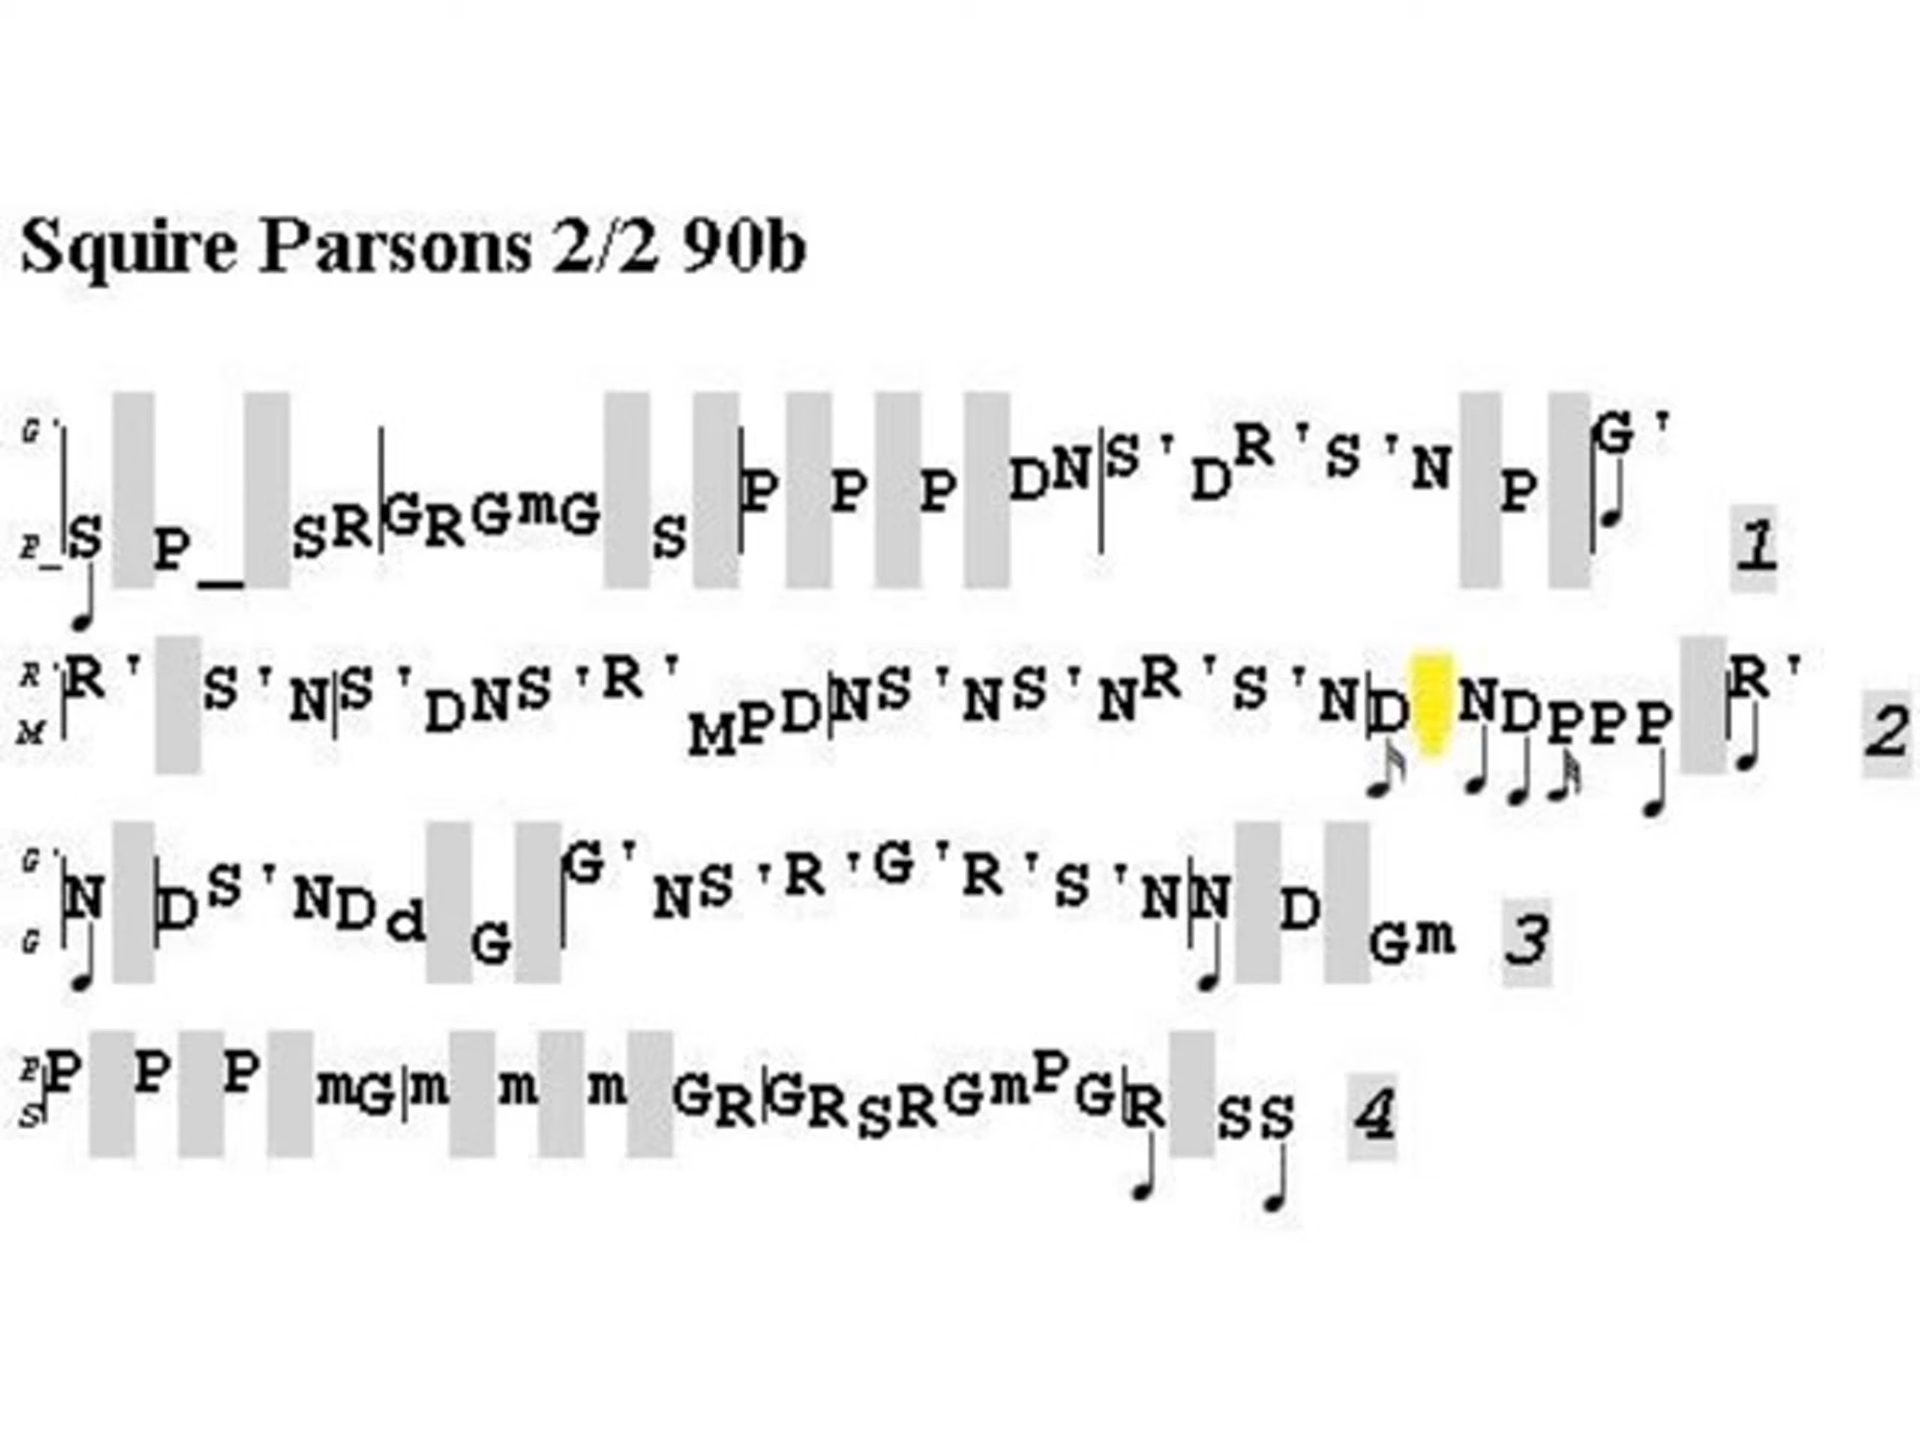 Squire Parsons 2/2 90b
G' P_ |S P_ SR|GRGmG S |P P P DN|S'DR'S'N P |G' 1
R' M |R' S'N|S'DNS'R'MPD|NS'NS'NR'S'N|D NDPPP |R' 2
G' G |N |DS'NDd G |G'NS'R'G'R'S'N|N D Gm 3
P S |P P P mG|m m m GR|GRSRGmPG|R SS 4